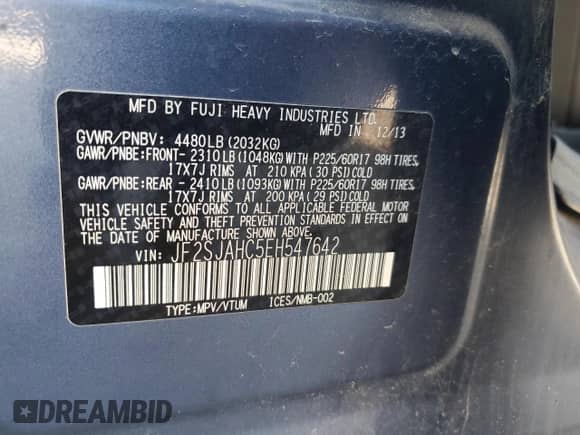 MFD BY FUJI HEAVY INDUSTRIES LTD.
MFD.IN 12/13
GVWR/PNBV: 4480LB (2032KG)
GAWR/PNBE:FRONT- 2310LB(1048KG)WITH P225/60R17 98H TIRES,
17X7J RIMS AT 210 KPA( 30 PSI)COLD
GAWR/PNBE:REAR - 2410LB(1093KG)WITH P225/60R17 98H TIRES,
17X7J RIMS AT 200 KPA( 29 PSI)COLD
THIS VEHICLE CONFORMS TO ALL APPLICABLE FEDERAL MOTOR
VEHICLE SAFETY AND THEFT PREVENTION STANDARDS IN EFFECT ON
THE DATE OF MANUFACTURE SHOWN ABOVE.
VIN: JF2SJAHC5EH547642
TYPE:MPV/VTUM ICES/NMB-002
DREAMBID